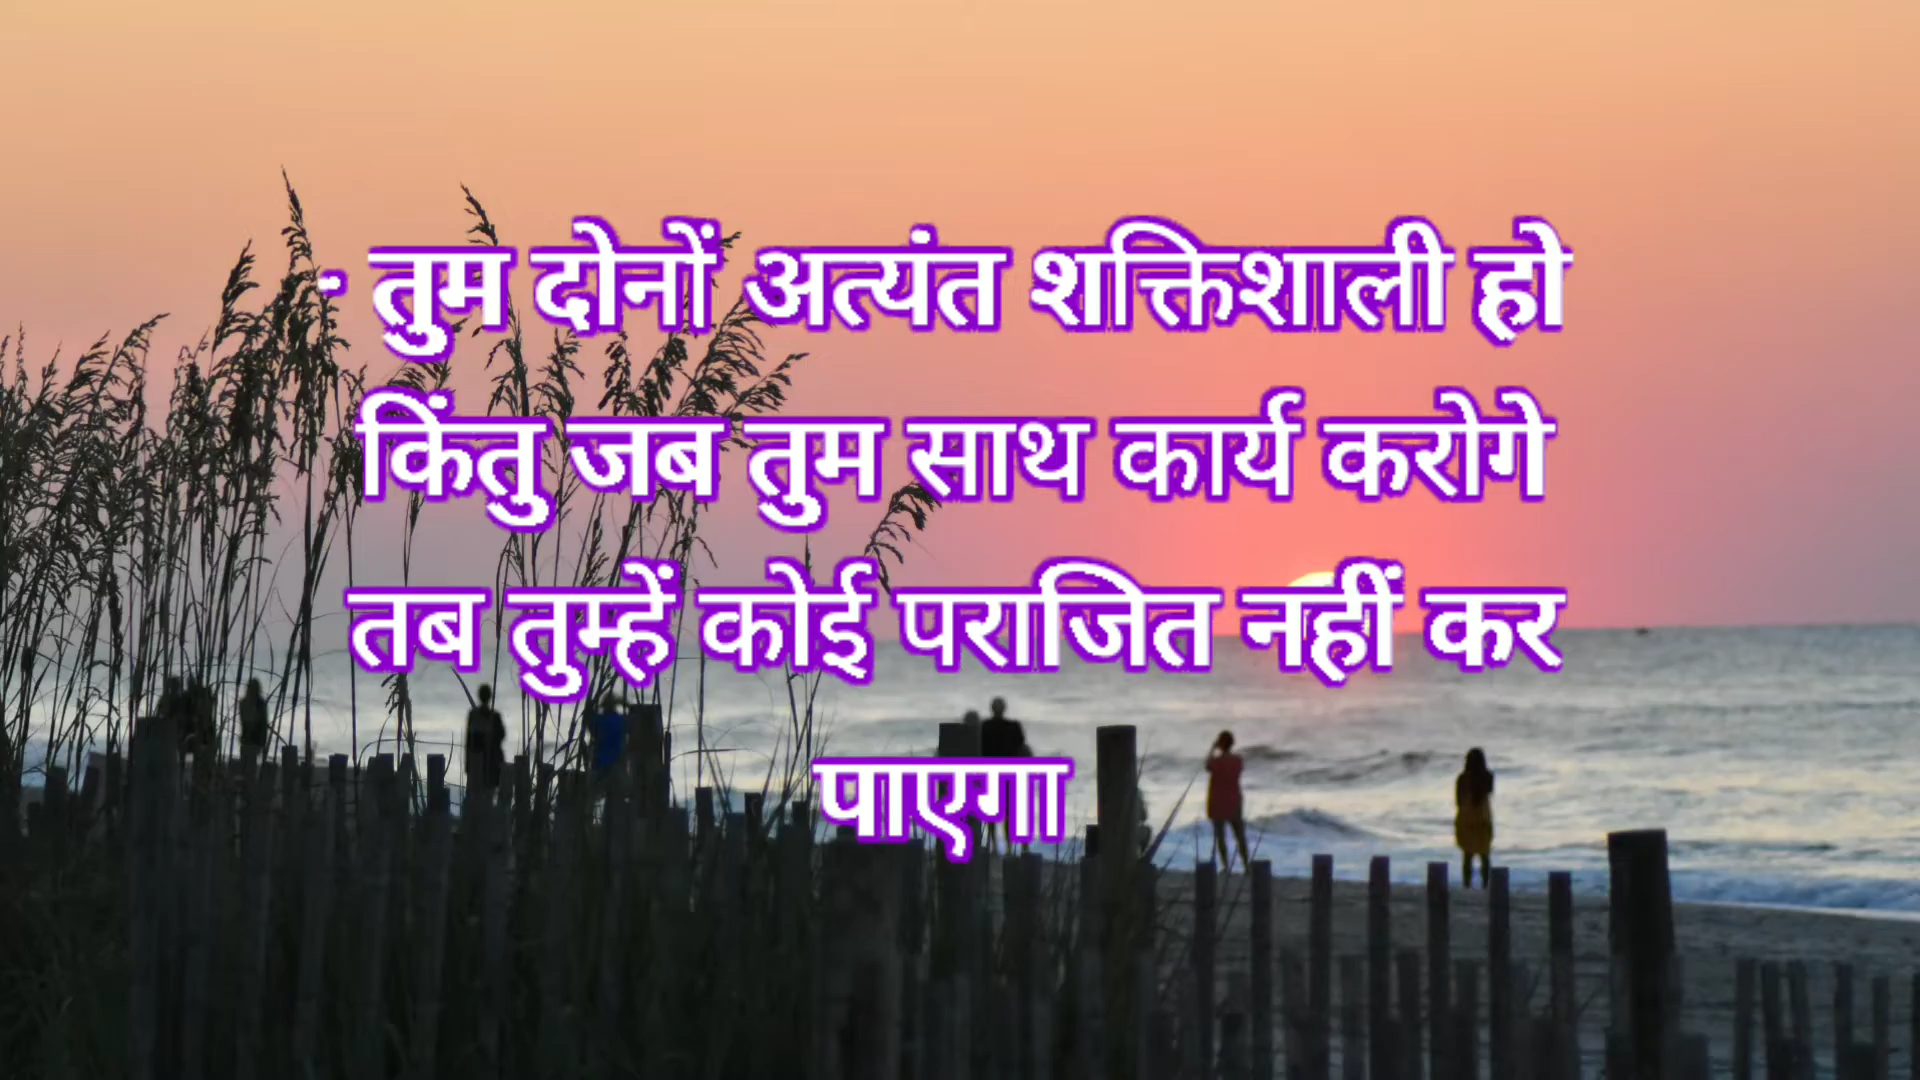 - तुम दोनों अत्यंत शक्तिशाली हो
किंतु जब तुम साथ कार्य करोगे
तब तुम्हें कोई पराजित नहीं कर
पाएगा